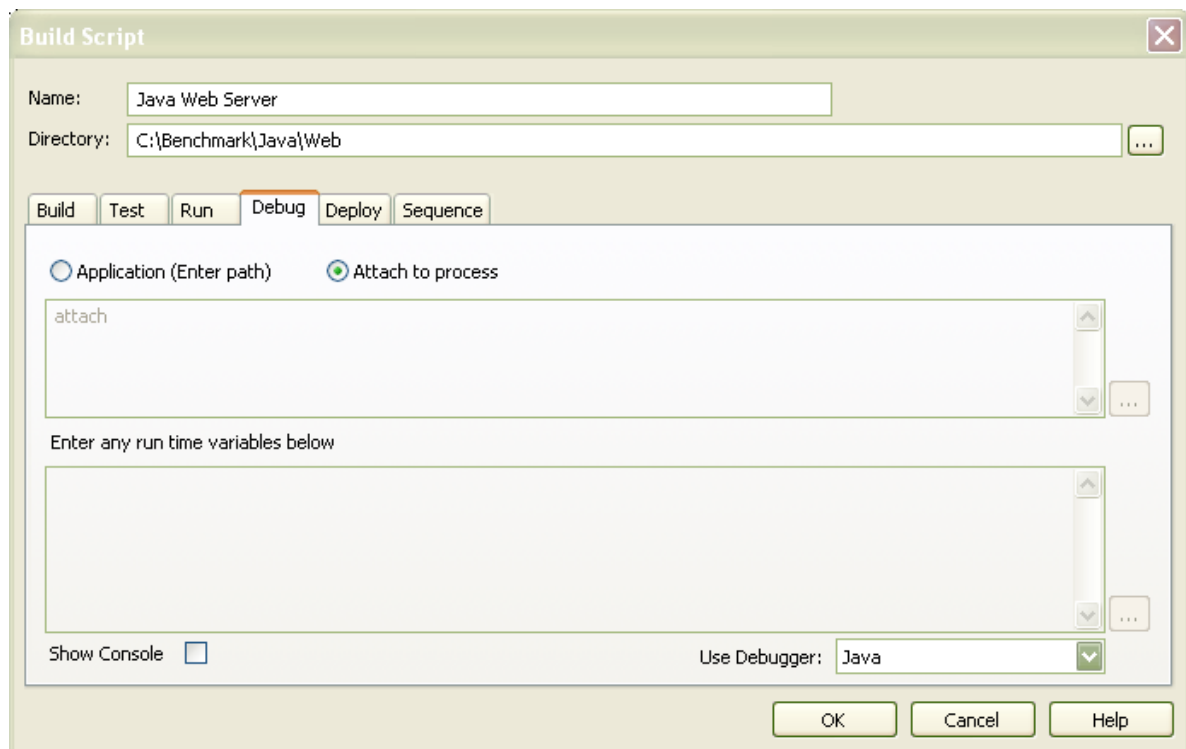 Build Script
Name: Java Web Server
Directory: C:\Benchmark\Java\Web ...
Build Test Run Debug Deploy Sequence
Application (Enter path) Attach to process
attach
...
Enter any run time variables below
...
Show Console Use Debugger: Java
OK Cancel Help